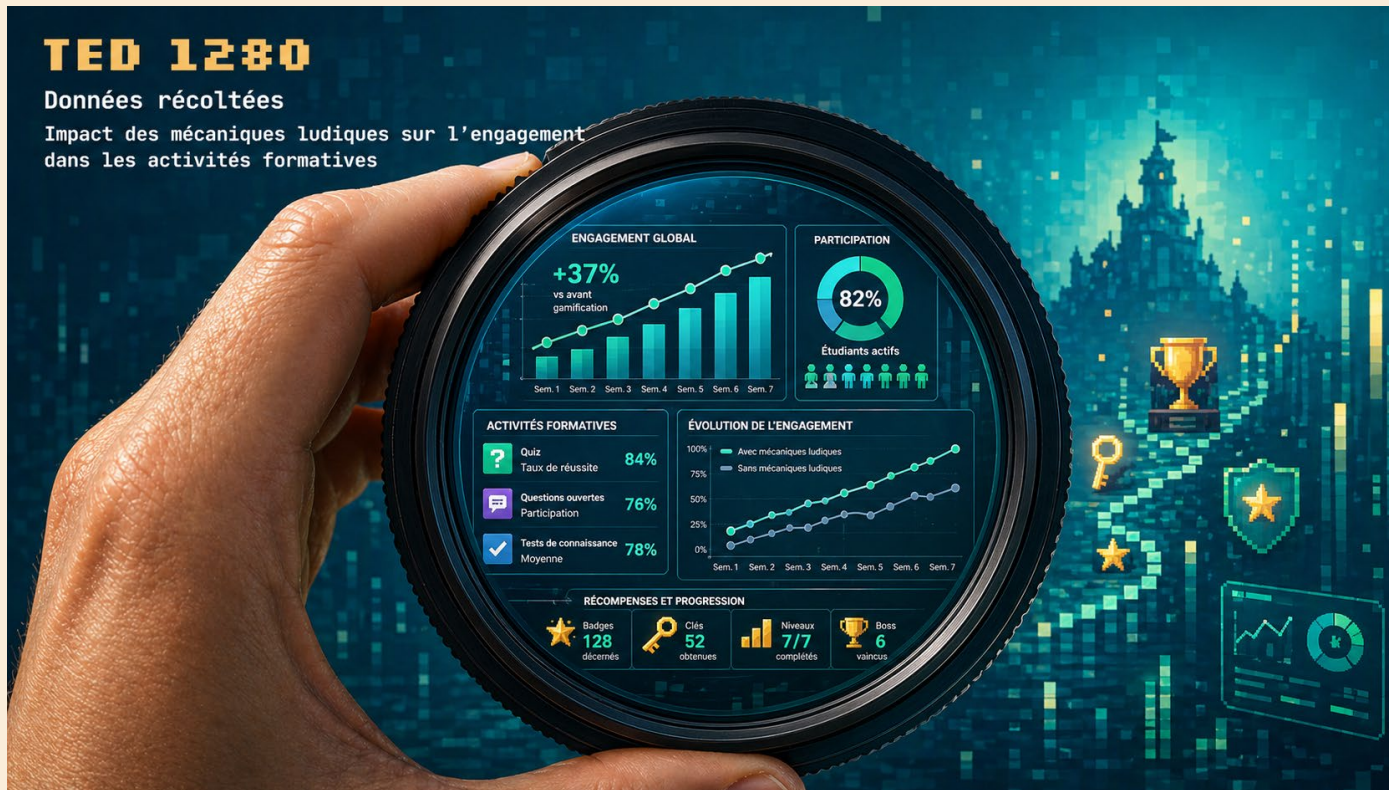 TED 1280
Données récoltées
Impact des mécaniques ludiques sur l'engagement
dans les activités formatives
ENGAGEMENT GLOBAL
+37%
vs avant
gamification
Sem. 1 Sem. 2 Sem. 3 Sem. 4 Sem. 5 Sem. 6 Sem. 7
PARTICIPATION
82%
Étudiants actifs
ACTIVITÉS FORMATIVES
?
Quiz
Taux de réussite
84%
Questions ouvertes
Participation
76%
Tests de connaissance
Moyenne
78%
ÉVOLUTION DE L'ENGAGEMENT
Avec mécaniques ludiques
Sans mécaniques ludiques
100%
75%
50%
25%
0%
Sem. 1 Sem. 2 Sem. 3 Sem. 4 Sem. 5 Sem. 6 Sem. 7
RÉCOMPENSES ET PROGRESSION
Badges
128
décernés
Clés
52
obtenues
Niveaux
7/7
complétés
Boss
6
vaincus